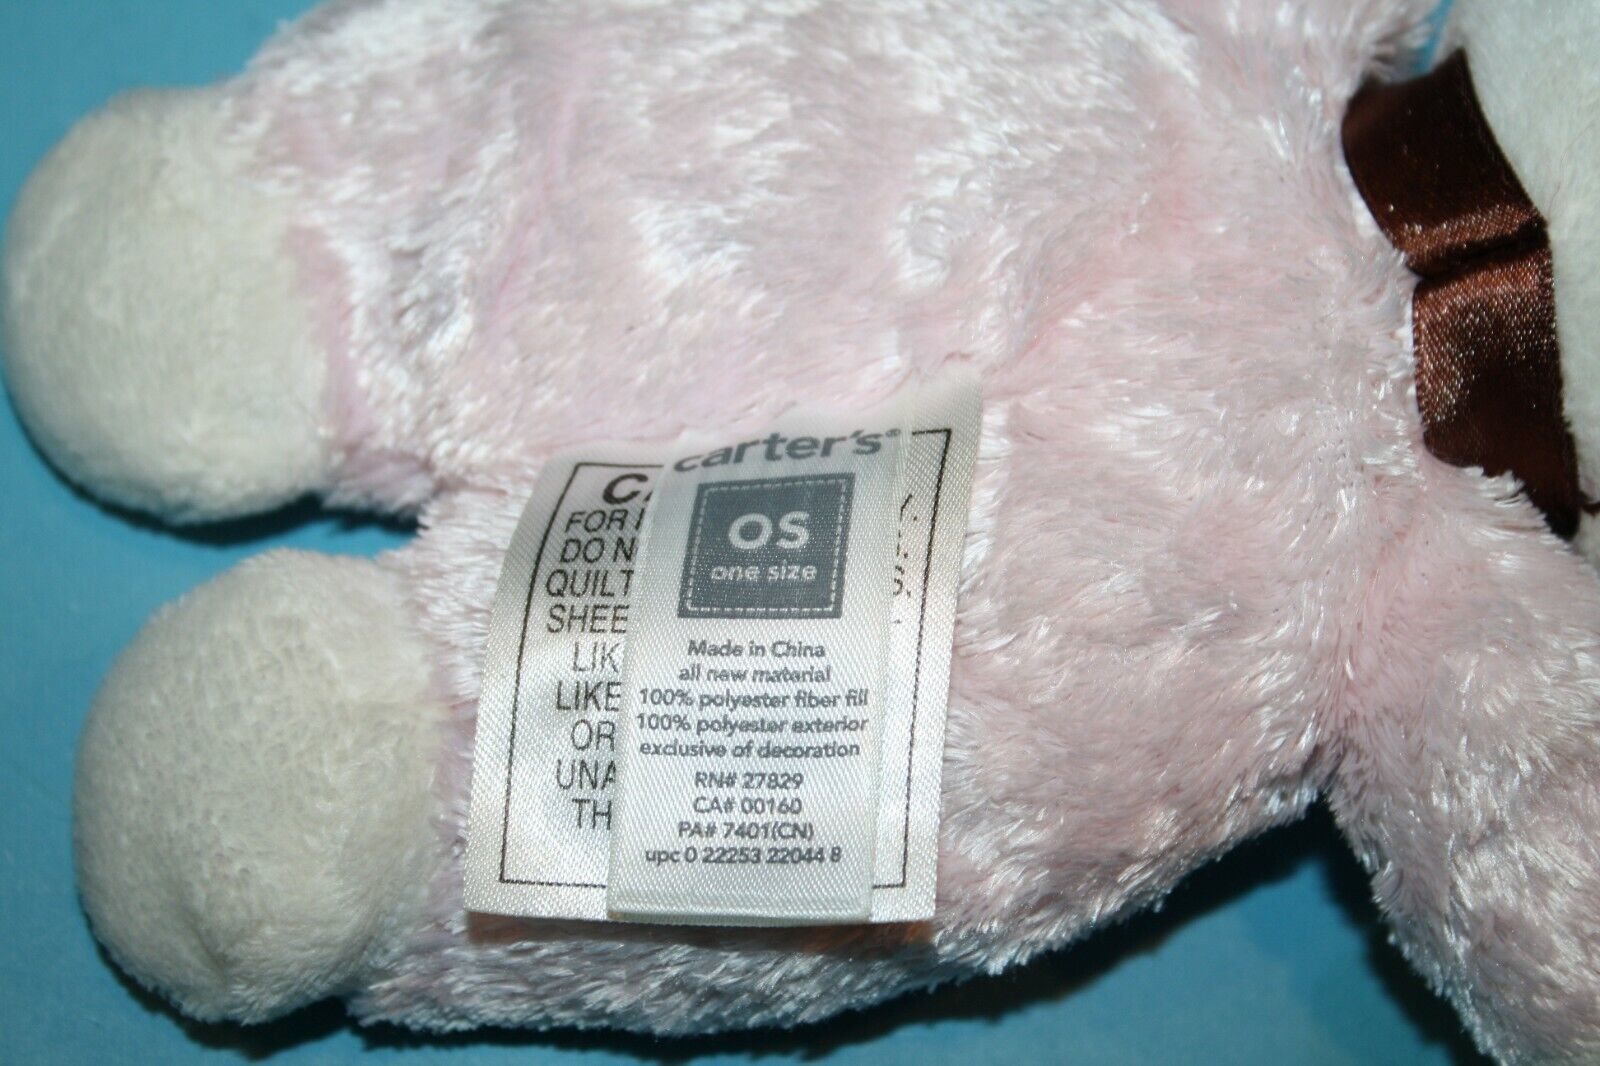 carter's®
OS
one size
Made in China
all new material
100% polyester fiber fill
100% polyester exterior
exclusive of decoration
RN# 27829
CA# 00160
PA# 7401(CN)
upc 0 22253 22044 8
FOR
DO
QUILT
SHEE
LIK
LIKE
OR
UNA
TH